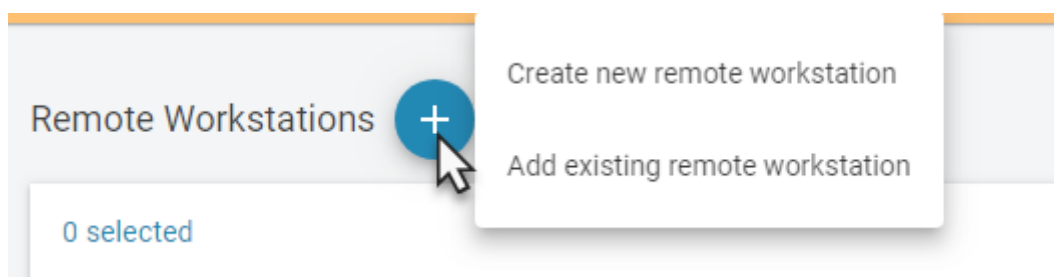 Remote Workstations
Create new remote workstation
Add existing remote workstation
0 selected